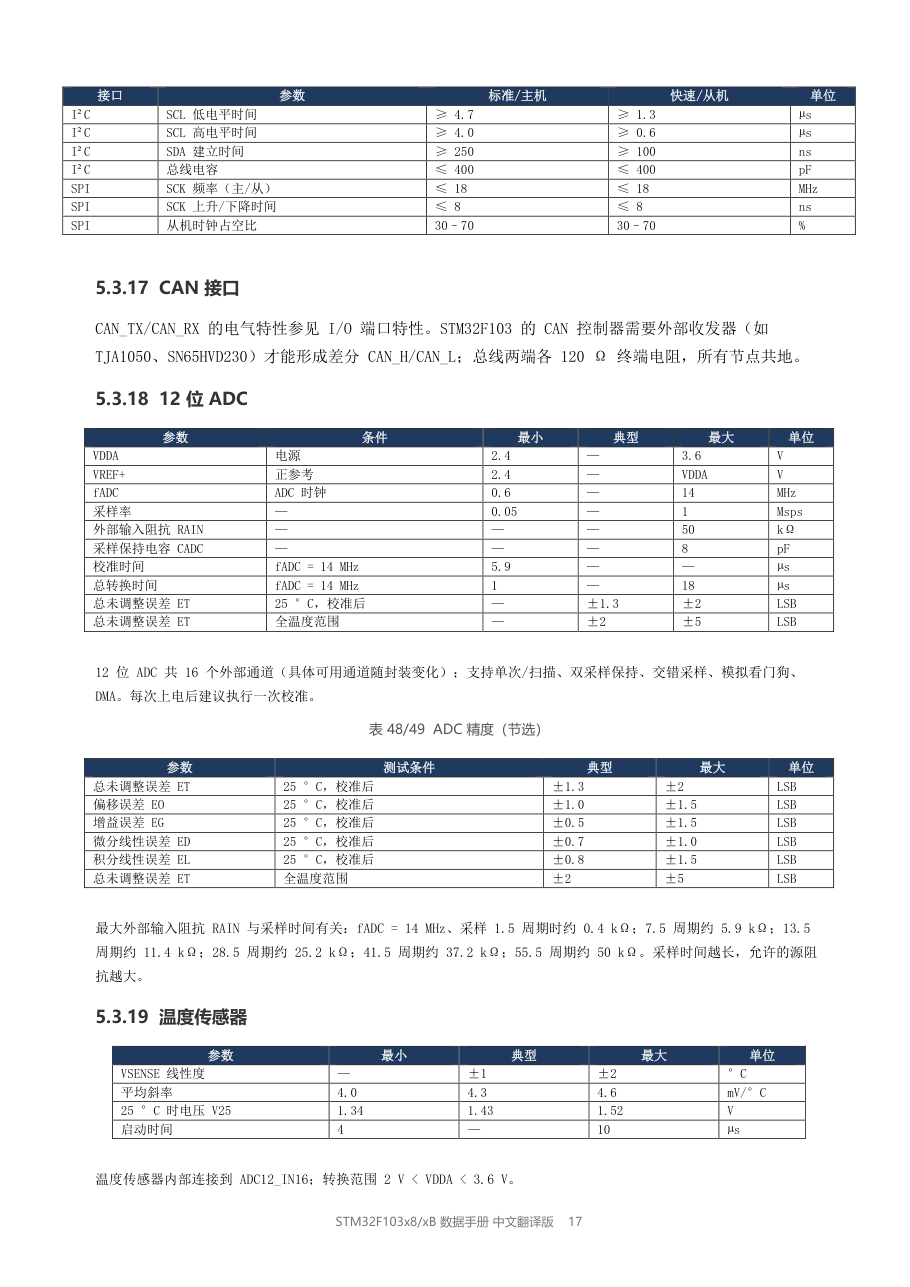 接口 参数 标准/主机 快速/从机 单位
I²C SCL 低电平时间 ≥ 4.7 ≥ 1.3 μs
I²C SCL 高电平时间 ≥ 4.0 ≥ 0.6 μs
I²C SDA 建立时间 ≥ 250 ≥ 100 ns
I²C 总线电容 ≤ 400 ≤ 400 pF
SPI SCK 频率（主/从） ≤ 18 ≤ 18 MHz
SPI SCK 上升/下降时间 ≤ 8 ≤ 8 ns
SPI 从机时钟占空比 30–70 30–70 %
5.3.17 CAN 接口
CAN_TX/CAN_RX 的电气特性参见 I/O 端口特性。STM32F103 的 CAN 控制器需要外部收发器（如
TJA1050、SN65HVD230）才能形成差分 CAN_H/CAN_L；总线两端各 120 Ω 终端电阻，所有节点共地。
5.3.18 12 位 ADC
参数 条件 最小 典型 最大 单位
VDDA 电源 2.4 — 3.6 V
VREF+ 正参考 2.4 — VDDA V
fADC ADC 时钟 0.6 — 14 MHz
采样率 — 0.05 — 1 Msps
外部输入阻抗 RAIN — — — 50 kΩ
采样保持电容 CADC — — — 8 pF
校准时间 fADC = 14 MHz 5.9 — — μs
总转换时间 fADC = 14 MHz 1 — 18 μs
总未调整误差 ET 25 °C，校准后 — ±1.3 ±2 LSB
总未调整误差 ET 全温度范围 — ±2 ±5 LSB
12 位 ADC 共 16 个外部通道（具体可用通道随封装变化）；支持单次/扫描、双采样保持、交错采样、模拟看门狗、
DMA。每次上电后建议执行一次校准。
表 48/49 ADC 精度（节选）
参数 测试条件 典型 最大 单位
总未调整误差 ET 25 °C，校准后 ±1.3 ±2 LSB
偏移误差 EO 25 °C，校准后 ±1.0 ±1.5 LSB
增益误差 EG 25 °C，校准后 ±0.5 ±1.5 LSB
微分线性误差 ED 25 °C，校准后 ±0.7 ±1.0 LSB
积分线性误差 EL 25 °C，校准后 ±0.8 ±1.5 LSB
总未调整误差 ET 全温度范围 ±2 ±5 LSB
最大外部输入阻抗 RAIN 与采样时间有关：fADC = 14 MHz、采样 1.5 周期时约 0.4 kΩ；7.5 周期约 5.9 kΩ；13.5
周期约 11.4 kΩ；28.5 周期约 25.2 kΩ；41.5 周期约 37.2 kΩ；55.5 周期约 50 kΩ。采样时间越长，允许的源阻
抗越大。
5.3.19 温度传感器
参数 最小 典型 最大 单位
VSENSE 线性度 — ±1 ±2 °C
平均斜率 4.0 4.3 4.6 mV/°C
25 °C 时电压 V25 1.34 1.43 1.52 V
启动时间 4 — 10 μs
温度传感器内部连接到 ADC12_IN16；转换范围 2 V < VDDA < 3.6 V。
STM32F103x8/xB 数据手册 中文翻译版 17